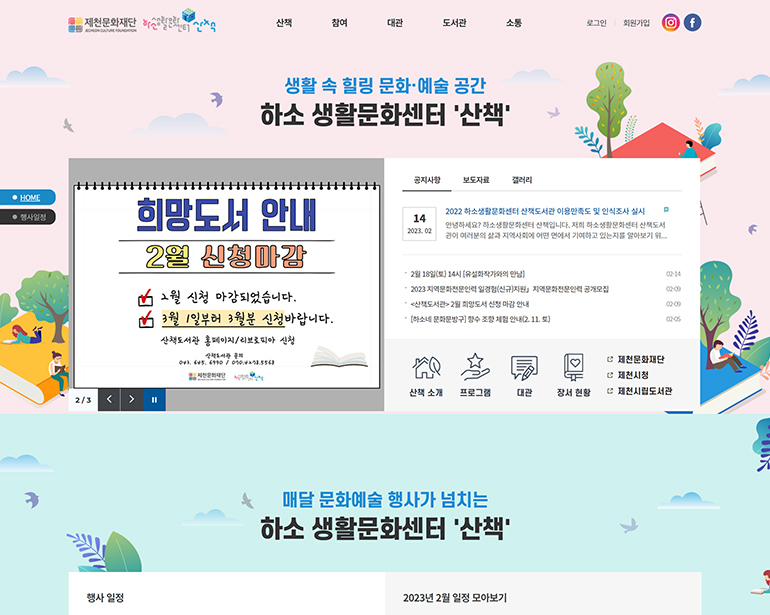 제천문화재단
JECHEON CULTURE FOUNDATION
하소생활문화센터 산책
산책 참여 대관 도서관 소통
로그인 회원가입
생활 속 힐링 문화·예술 공간
하소 생활문화센터 '산책'
HOME
행사일정
희망도서 안내
2월 신청마감
2월 신청 마감되었습니다.
3월 1일부터 3월분 신청바랍니다.
산책도서관 홈페이지/리브로피아 신청
산책도서관 문의
제천문화재단
2 / 3
공지사항 보도자료 갤러리
14
2023. 02
2022 하소생활문화센터 산책도서관 이용만족도 및 인식조사 실시
안녕하세요? 하소생활문화센터 산책입니다. 저희 하소생활문화센터 산책도서
관이 여러분의 삶과 지역사회에 어떤 면에서 기여하고 있는지를 알아보기 위...
2월 18일(토) 14시 [유설화작가와의 만남] 02-14
2023 지역문화전문인력 일경험(신규)지원」 지역문화전문인력 공개모집 02-09
<산책도서관> 2월 희망도서 신청 마감 안내 02-09
[하소네 문화문방구] 향수 조향 체험 안내(2. 11. 토) 02-05
산책 소개 프로그램 대관 장서 현황
제천문화재단
제천시청
제천시립도서관
매달 문화예술 행사가 넘치는
하소 생활문화센터 '산책'
행사 일정
2023년 2월 일정 모아보기